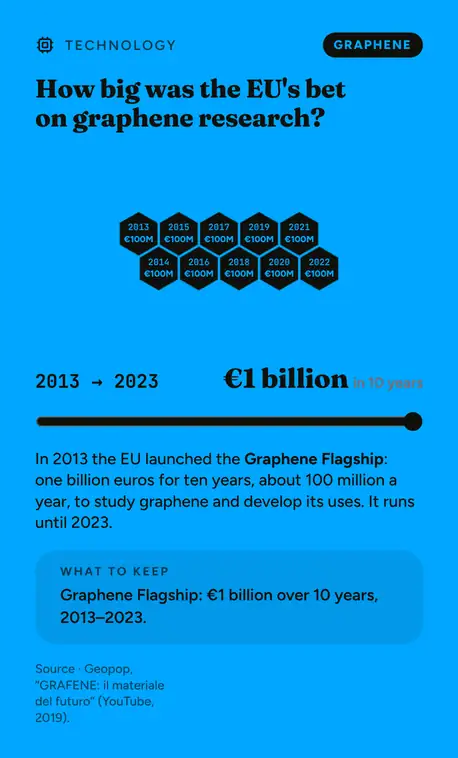 TECHNOLOGY
GRAPHENE
How big was the EU's bet
on graphene research?
2013 2015 2017 2019 2021
€100M €100M €100M €100M €100M
2014 2016 2018 2020 2022
€100M €100M €100M €100M €100M
2013 → 2023
€1 billion in 10 years
In 2013 the EU launched the Graphene Flagship:
one billion euros for ten years, about 100 million a
year, to study graphene and develop its uses. It runs
until 2023.
WHAT TO KEEP
Graphene Flagship: €1 billion over 10 years,
2013–2023.
Source · Geopop,
"GRAFENE: il materiale
del futuro" (YouTube,
2019).